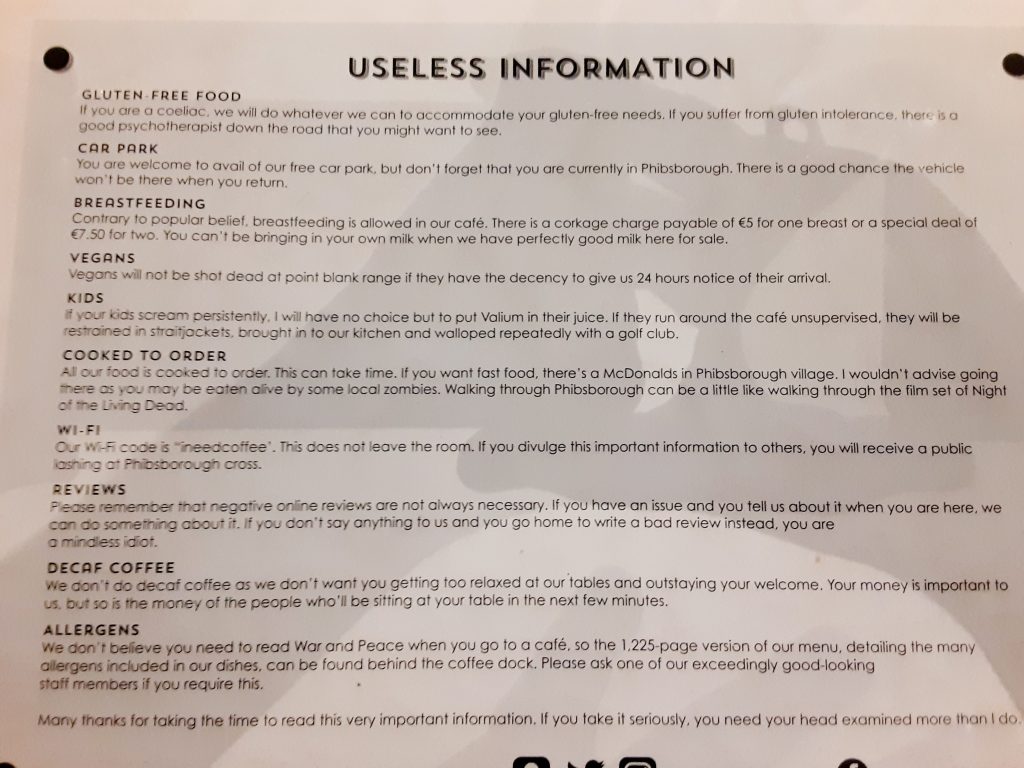 USELESS INFORMATION
GLUTEN-FREE FOOD
If you are a coeliac, we will do whatever we can to accommodate your gluten-free needs. If you suffer from gluten intolerance, there is a
good psychotherapist down the road that you might want to see.
CAR PARK
You are welcome to avail of our free car park, but don't forget that you are currently in Phibsborough. There is a good chance the vehicle
won't be there when you return.
BREASTFEEDING
Contrary to popular belief, breastfeeding is allowed in our café. There is a corkage charge payable of €5 for one breast or a special deal of
€7.50 for two. You can't be bringing in your own milk when we have perfectly good milk here for sale.
VEGANS
Vegans will not be shot dead at point blank range if they have the decency to give us 24 hours notice of their arrival.
KIDS
If your kids scream persistently, I will have no choice but to put Valium in their juice. If they run around the café unsupervised, they will be
restrained in straitjackets, brought in to our kitchen and walloped repeatedly with a golf club.
COOKED TO ORDER
All our food is cooked to order. This can take time. If you want fast food, there's a McDonalds in Phibsborough village. I wouldn't advise going
there as you may be eaten alive by some local zombies. Walking through Phibsborough can be a little like walking through the film set of Night
of the Living Dead.
WI-FI
Our Wi-Fi code is "ineedcoffee". This does not leave the room. If you divulge this important information to others, you will receive a public
lashing at Phibsborough cross.
REVIEWS
Please remember that negative online reviews are not always necessary. If you have an issue and you tell us about it when you are here, we
can do something about it. If you don't say anything to us and you go home to write a bad review instead, you are
a mindless idiot.
DECAF COFFEE
We don't do decaf coffee as we don't want you getting too relaxed at our tables and outstaying your welcome. Your money is important to
us, but so is the money of the people who'll be sitting at your table in the next few minutes.
ALLERGENS
We don't believe you need to read War and Peace when you go to a café, so the 1,225-page version of our menu, detailing the many
allergens included in our dishes, can be found behind the coffee dock. Please ask one of our exceedingly good-looking
staff members if you require this.
Many thanks for taking the time to read this very important information. If you take it seriously, you need your head examined more than I do.